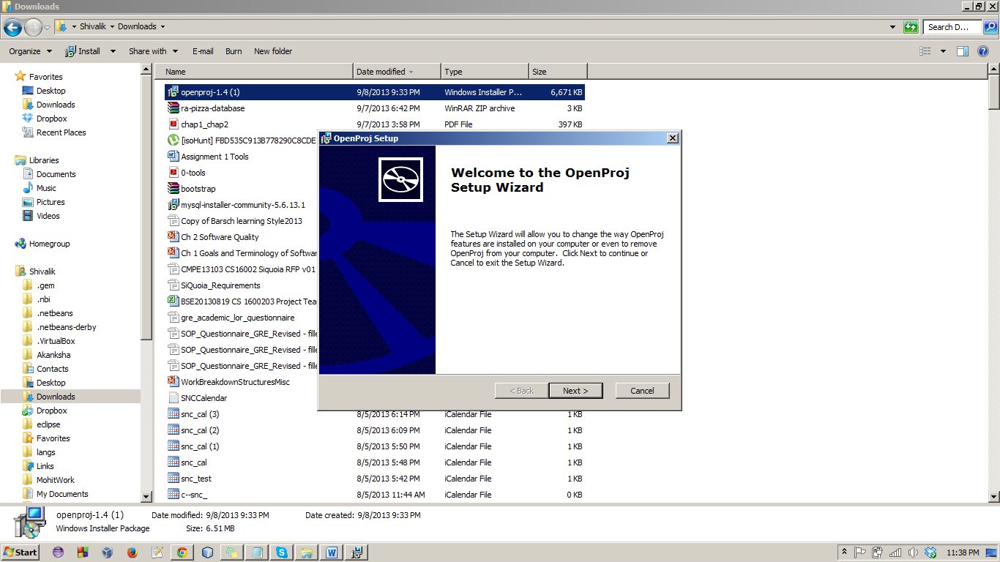 Downloads
Shivalik Downloads Search D...
Organize Install Share with E-mail Burn New folder
Favorites
Desktop
Downloads
Dropbox
Recent Places
Libraries
Documents
Music
Pictures
Videos
Homegroup
Shivalik
.gem
.nbi
.netbeans
.netbeans-derby
.VirtualBox
Akanksha
Contacts
Desktop
Downloads
Dropbox
eclipse
Favorites
langs
Links
MohitWork
My Documents
Name Date modified Type Size
openproj-1.4 (1) 9/8/2013 9:33 PM Windows Installer P... 6,671 KB
ra-pizza-database 9/7/2013 6:42 PM WinRAR ZIP archive 3 KB
chap1_chap2 9/7/2013 3:58 PM PDF File 397 KB
[isoHunt] FBD535C913B778290C8CDE
Assignment 1 Tools
0-tools
bootstrap
mysql-installer-community-5.6.13.1
Copy of Barsch learning Style2013
Ch 2 Software Quality
Ch 1 Goals and Terminology of Softwar
CMPE13103 CS16002 Siquoia RFP v01
SiQuoia_Requirements
BSE20130819 CS 1600203 Project Tea
gre_academic_lor_questionnaire
SOP_Questionnaire_GRE_Revised - fille
SOP_Questionnaire_GRE_Revised - fille
SOP_Questionnaire_GRE_Revised - fille
WorkBreakdownStructuresMisc
SNCCalendar
snc_cal (3) 8/5/2013 6:14 PM iCalendar File 1 KB
snc_cal (2) 8/5/2013 6:09 PM iCalendar File 1 KB
snc_cal (1) 8/5/2013 5:50 PM iCalendar File 1 KB
snc_cal 8/5/2013 5:48 PM iCalendar File 1 KB
snc_test 8/5/2013 5:42 PM iCalendar File 1 KB
c--snc_ 8/5/2013 11:44 AM iCalendar File 0 KB
OpenProj Setup
Welcome to the OpenProj
Setup Wizard
The Setup Wizard will allow you to change the way OpenProj
features are installed on your computer or even to remove
OpenProj from your computer. Click Next to continue or
Cancel to exit the Setup Wizard.
< Back Next > Cancel
openproj-1.4 (1) Date modified: 9/8/2013 9:33 PM Date created: 9/8/2013 9:33 PM
Windows Installer Package Size: 6.51 MB
Start 11:38 PM